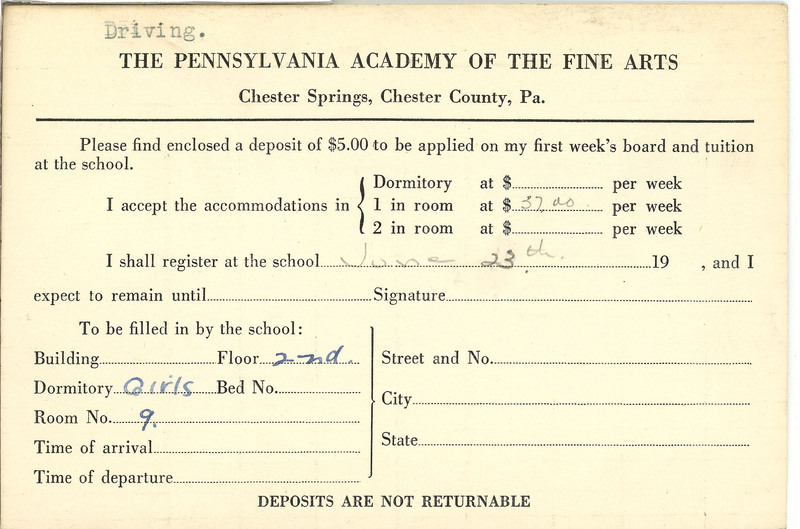 Driving.
THE PENNSYLVANIA ACADEMY OF THE FINE ARTS
Chester Springs, Chester County, Pa.
Please find enclosed a deposit of $5.00 to be applied on my first week's board and tuition
at the school.
Dormitory at $ per week
I accept the accommodations in { 1 in room at $ 37.00 per week
2 in room at $ per week
I shall register at the school June 23th. 19 , and I
expect to remain until Signature
To be filled in by the school:
Building Floor 2nd. Street and No.
Dormitory Girls Bed No.
City
Room No. 9.
State
Time of arrival
Time of departure
DEPOSITS ARE NOT RETURNABLE